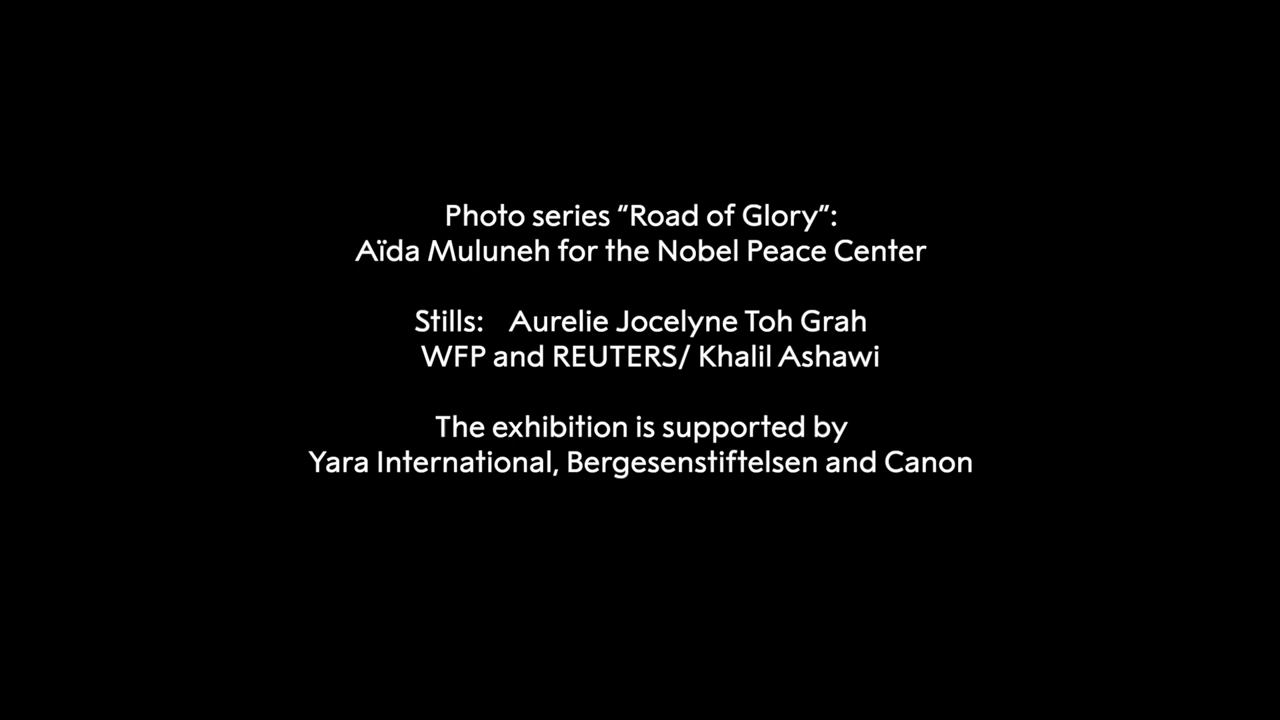 Photo series “Road of Glory”:
Aïda Muluneh for the Nobel Peace Center
Stills: Aurelie Jocelyne Toh Grah
WFP and REUTERS/ Khalil Ashawi
The exhibition is supported by
Yara International, Bergesenstiftelsen and Canon